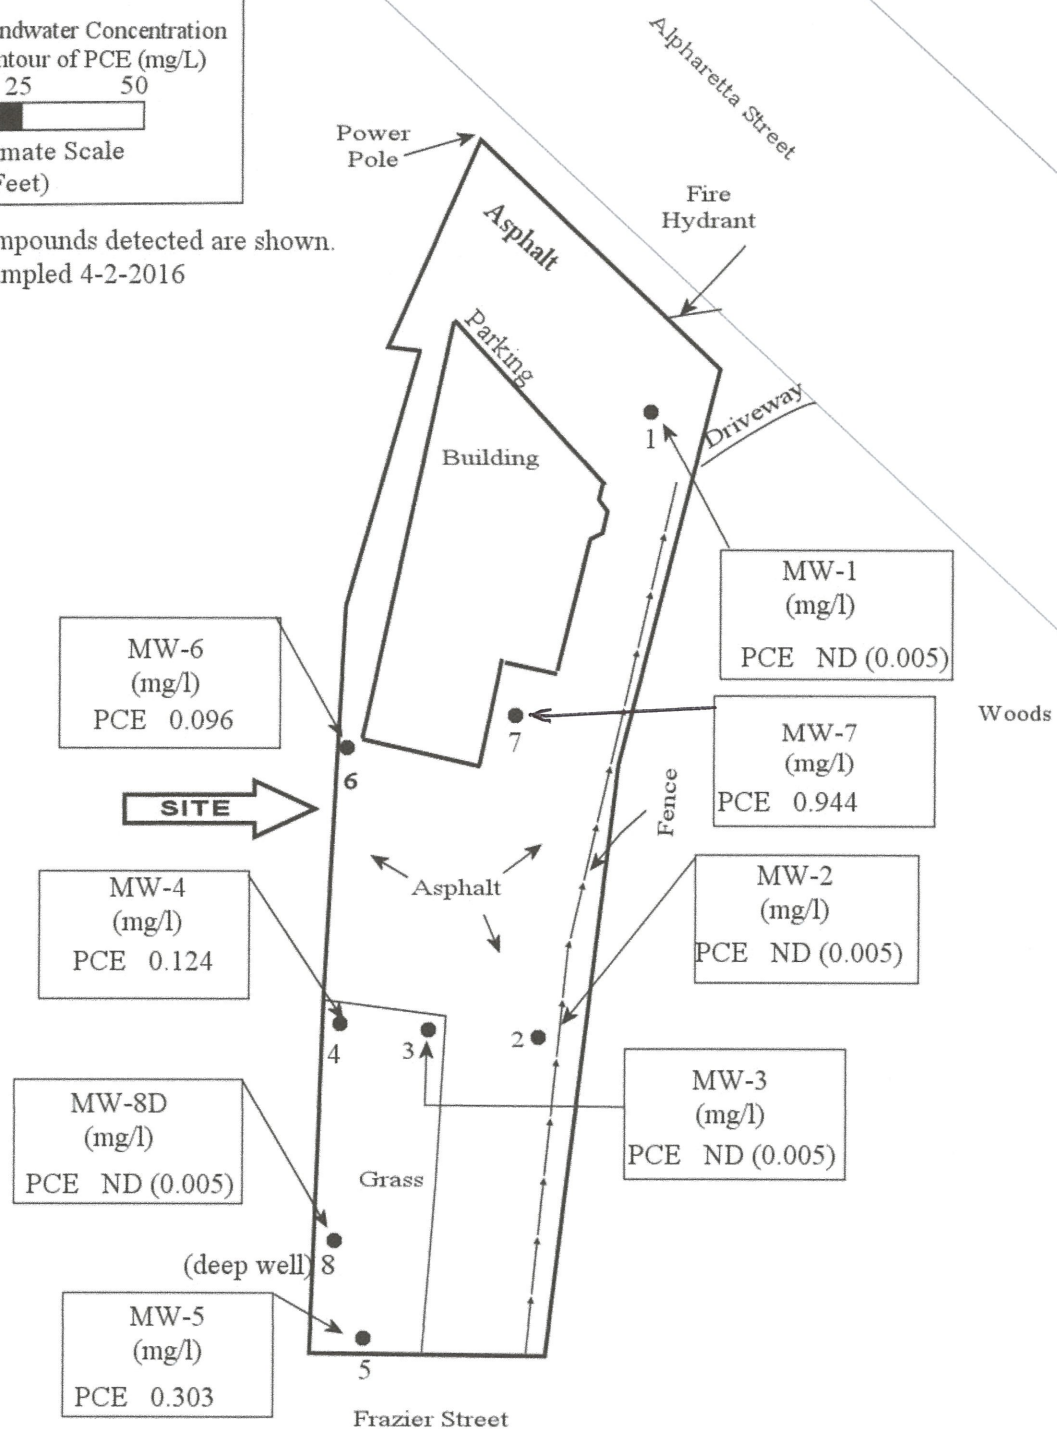 ndwater Concentration
ntour of PCE (mg/L)
25 50
mate Scale
Feet)
mpounds detected are shown.
mpled 4-2-2016
Alpharetta Street
Power
Pole
Fire
Hydrant
Asphalt
Parking
Building
Driveway
1
MW-1
(mg/l)
PCE ND (0.005)
MW-6
(mg/l)
PCE 0.096
6
7
MW-7
(mg/l)
PCE 0.944
Woods
SITE
Fence
Asphalt
MW-4
(mg/l)
PCE 0.124
MW-2
(mg/l)
PCE ND (0.005)
4
3
2
MW-3
(mg/l)
PCE ND (0.005)
MW-8D
(mg/l)
PCE ND (0.005)
Grass
(deep well) 8
MW-5
(mg/l)
PCE 0.303
5
Frazier Street